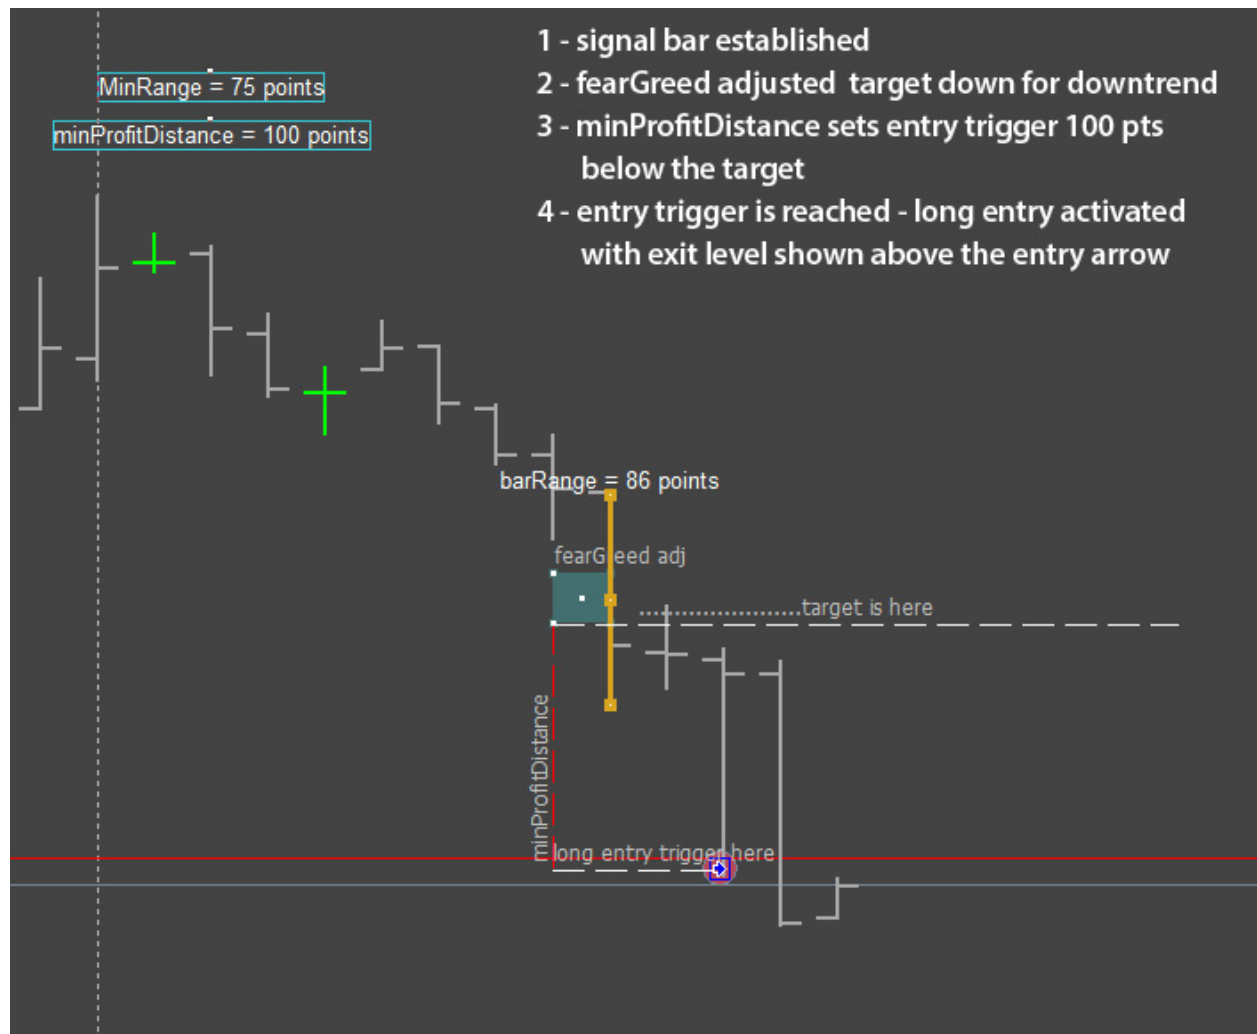 1 - signal bar established
MinRange = 75 points
2 - fearGreed adjusted  target down for downtrend
minProfitDistance = 100 points
3 - minProfitDistance sets entry trigger 100 pts
below the target
4 - entry trigger is reached - long entry activated
with exit level shown above the entry arrow
barRange = 86 points
fearGreed adj
.......................target is here
minProfitDistance
long entry trigger here